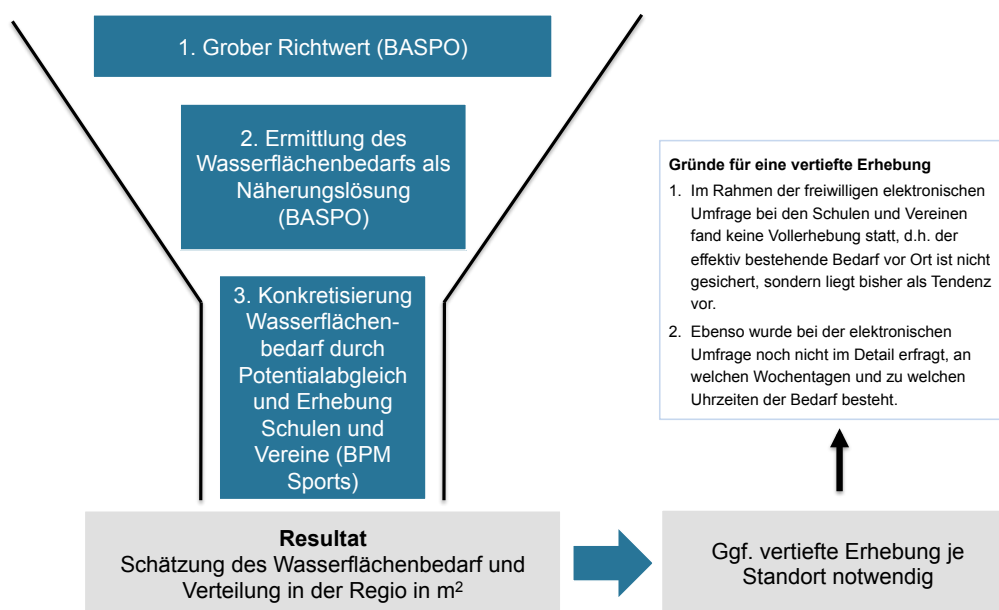 1. Grober Richtwert (BASPO)
2. Ermittlung des
Wasserflächenbedarfs als
Näherungslösung
(BASPO)
3. Konkretisierung
Wasserflächen-
bedarf durch
Potentialabgleich
und Erhebung
Schulen und
Vereine (BPM
Sports)
Resultat
Schätzung des Wasserflächenbedarf und
Verteilung in der Regio in m²
Gründe für eine vertiefte Erhebung
1. Im Rahmen der freiwilligen elektronischen
Umfrage bei den Schulen und Vereinen
fand keine Vollerhebung statt, d.h. der
effektiv bestehende Bedarf vor Ort ist nicht
gesichert, sondern liegt bisher als Tendenz
vor.
2. Ebenso wurde bei der elektronischen
Umfrage noch nicht im Detail erfragt, an
welchen Wochentagen und zu welchen
Uhrzeiten der Bedarf besteht.
Ggf. vertiefte Erhebung je
Standort notwendig